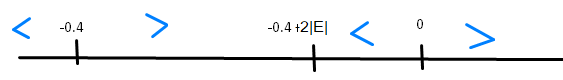 < -0.4 > -0.4 +2|E| < 0 >